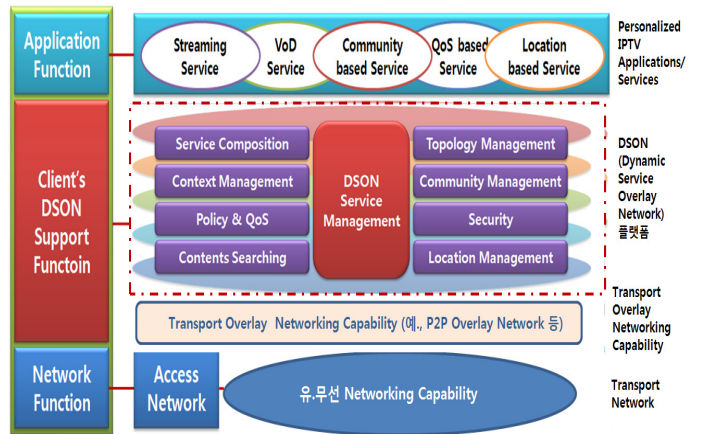 Application
Function
Streaming
Service
VoD
Service
Community
based Service
QoS based
Service
Location
based Service
Personalized
IPTV
Applications/
Services
Client's
DSON
Support
Functoin
Service Composition
Context Management
Policy & QoS
Contents Searching
DSON
Service
Management
Topology Management
Community Management
Security
Location Management
DSON
(Dynamic
Service
Overlay
Network)
플랫폼
Transport Overlay Networking Capability (예., P2P Overlay Network 등)
Transport
Overlay
Networking
Capability
Network
Function
Access
Network
유.무선 Networking Capability
Transport
Network